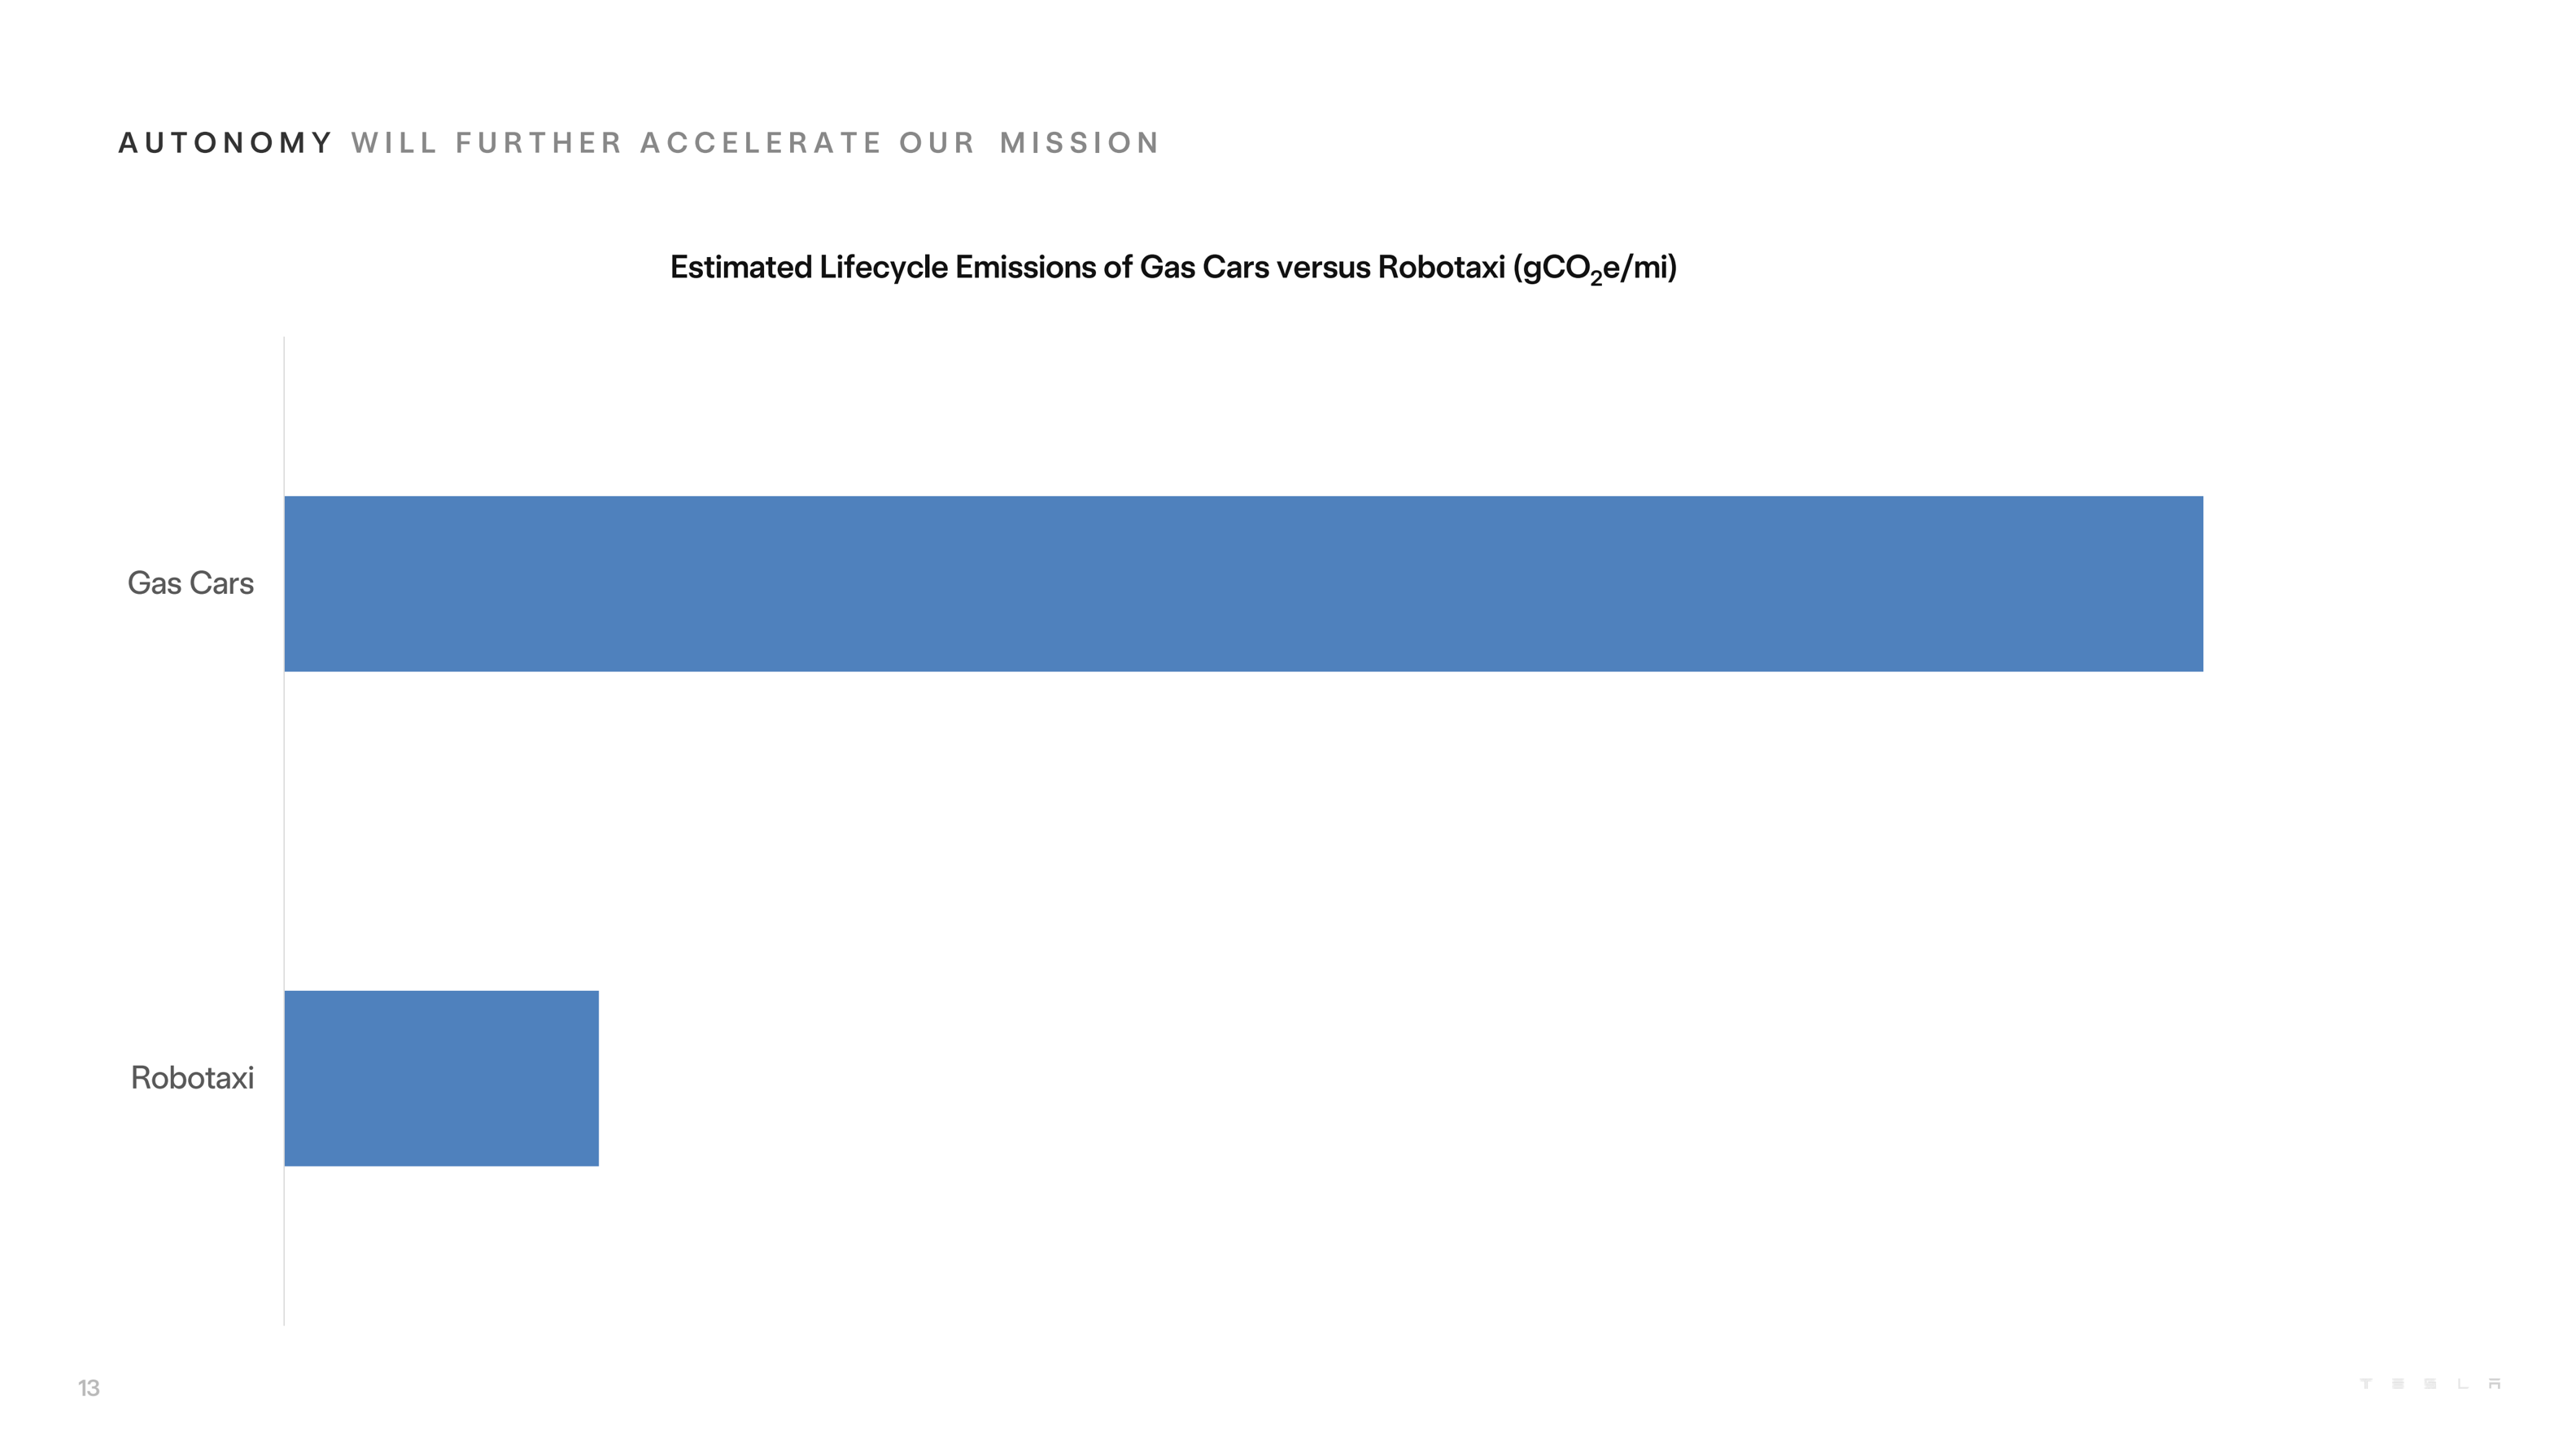 AUTONOMY WILL FURTHER ACCELERATE OUR MISSION
Estimated Lifecycle Emissions of Gas Cars versus Robotaxi (gCO₂e/mi)
Gas Cars
Robotaxi
13
TESLA